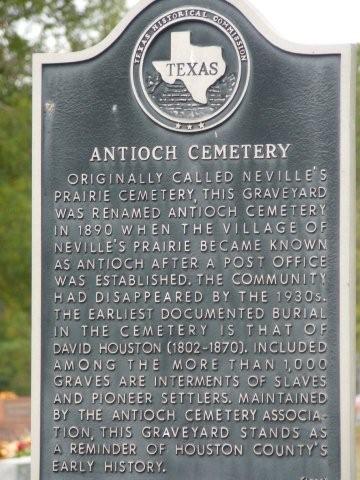 TEXAS HISTORICAL COMMISSION
TEXAS
ANTIOCH CEMETERY
ORIGINALLY CALLED NEVILLE'S
PRAIRIE CEMETERY, THIS GRAVEYARD
WAS RENAMED ANTIOCH CEMETERY
IN 1890 WHEN THE VILLAGE OF
NEVILLE'S PRAIRIE BECAME KNOWN
AS ANTIOCH AFTER A POST OFFICE
WAS ESTABLISHED. THE COMMUNITY
HAD DISAPPEARED BY THE 1930s.
THE EARLIEST DOCUMENTED BURIAL
IN THE CEMETERY IS THAT OF
DAVID HOUSTON (1802-1870). INCLUDED
AMONG THE MORE THAN 1,000
GRAVES ARE INTERMENTS OF SLAVES
AND PIONEER SETTLERS. MAINTAINED
BY THE ANTIOCH CEMETERY ASSOCIA-
TION, THIS GRAVEYARD STANDS AS
A REMINDER OF HOUSTON COUNTY'S
EARLY HISTORY.